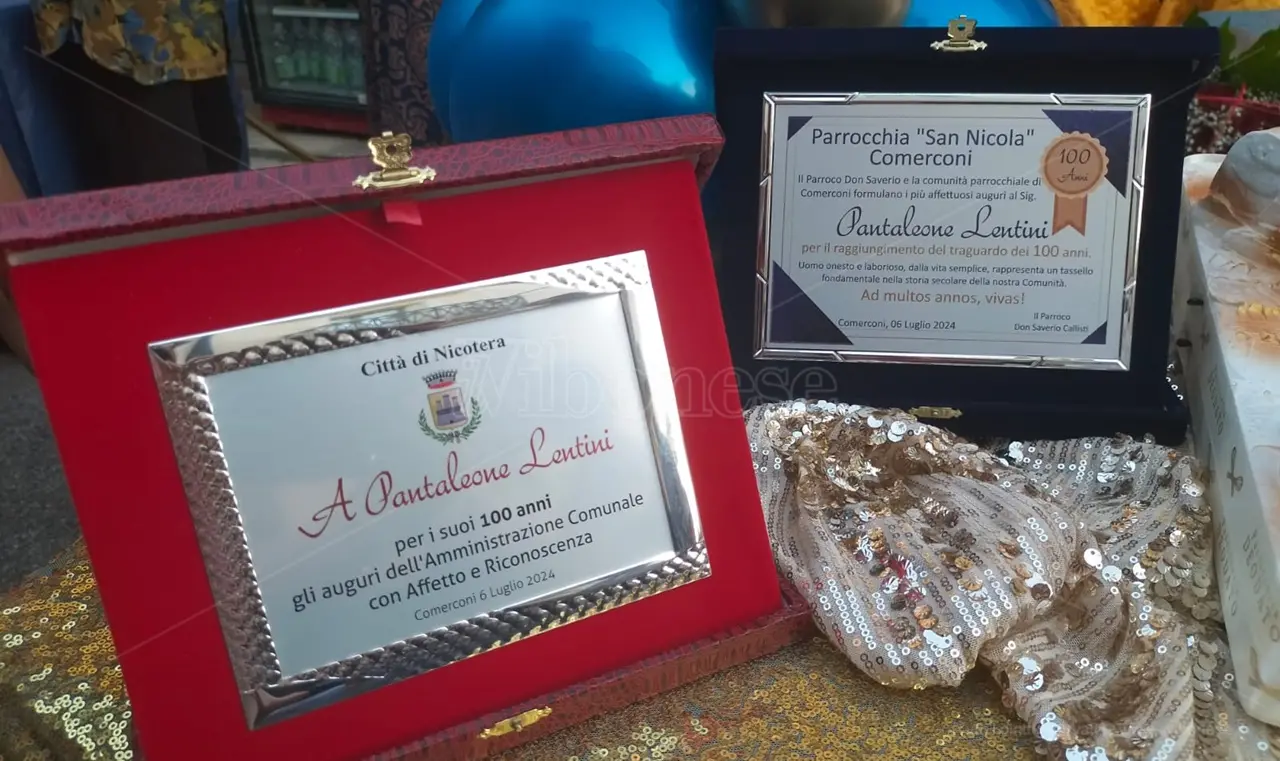 Città di Nicotera
A Pantaleone Lentini
per i suoi 100 anni
gli auguri dell'Amministrazione Comunale
con Affetto e Riconoscenza
Comerconi 6 Luglio 2024
Parrocchia "San Nicola"
Comerconi
100
Anni
Il Parroco Don Saverio e la comunità parrocchiale di
Comerconi formulano i più affettuosi auguri al Sig.
Pantaleone Lentini
per il raggiungimento del traguardo dei 100 anni.
Uomo onesto e laborioso, dalla vita semplice, rappresenta un tassello
fondamentale nella storia secolare della nostra Comunità.
Ad multos annos, vivas!
Comerconi, 06 Luglio 2024
Il Parroco
Don Saverio Callisti